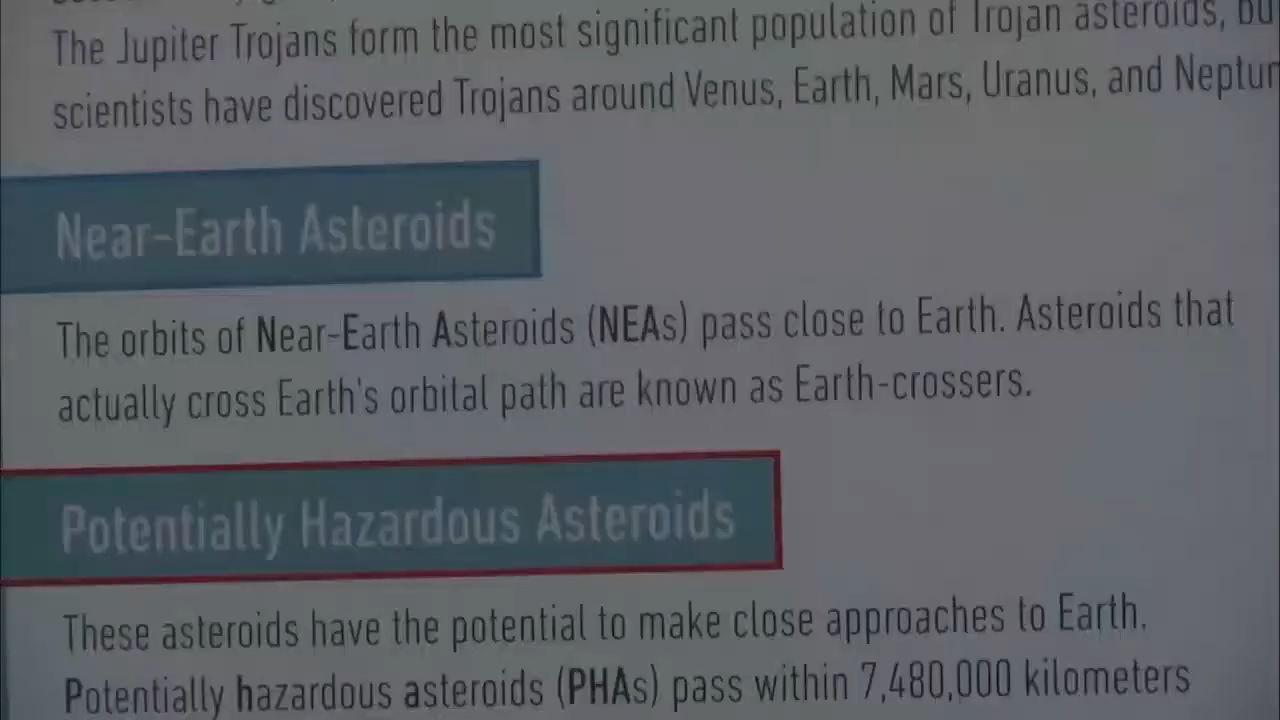 The Jupiter Trojans form the most significant population of Trojan asteroids,
scientists have discovered Trojans around Venus, Earth, Mars, Uranus, and
Near-Earth Asteroids
The orbits of Near-Earth Asteroids (NEAs) pass close to Earth. Asteroids that
actually cross Earth's orbital path are known as Earth-crossers.
Potentially Hazardous Asteroids
These asteroids have the potential to make close approaches to Earth.
Potentially hazardous asteroids (PHAs) pass within 7,480,000 kilometers